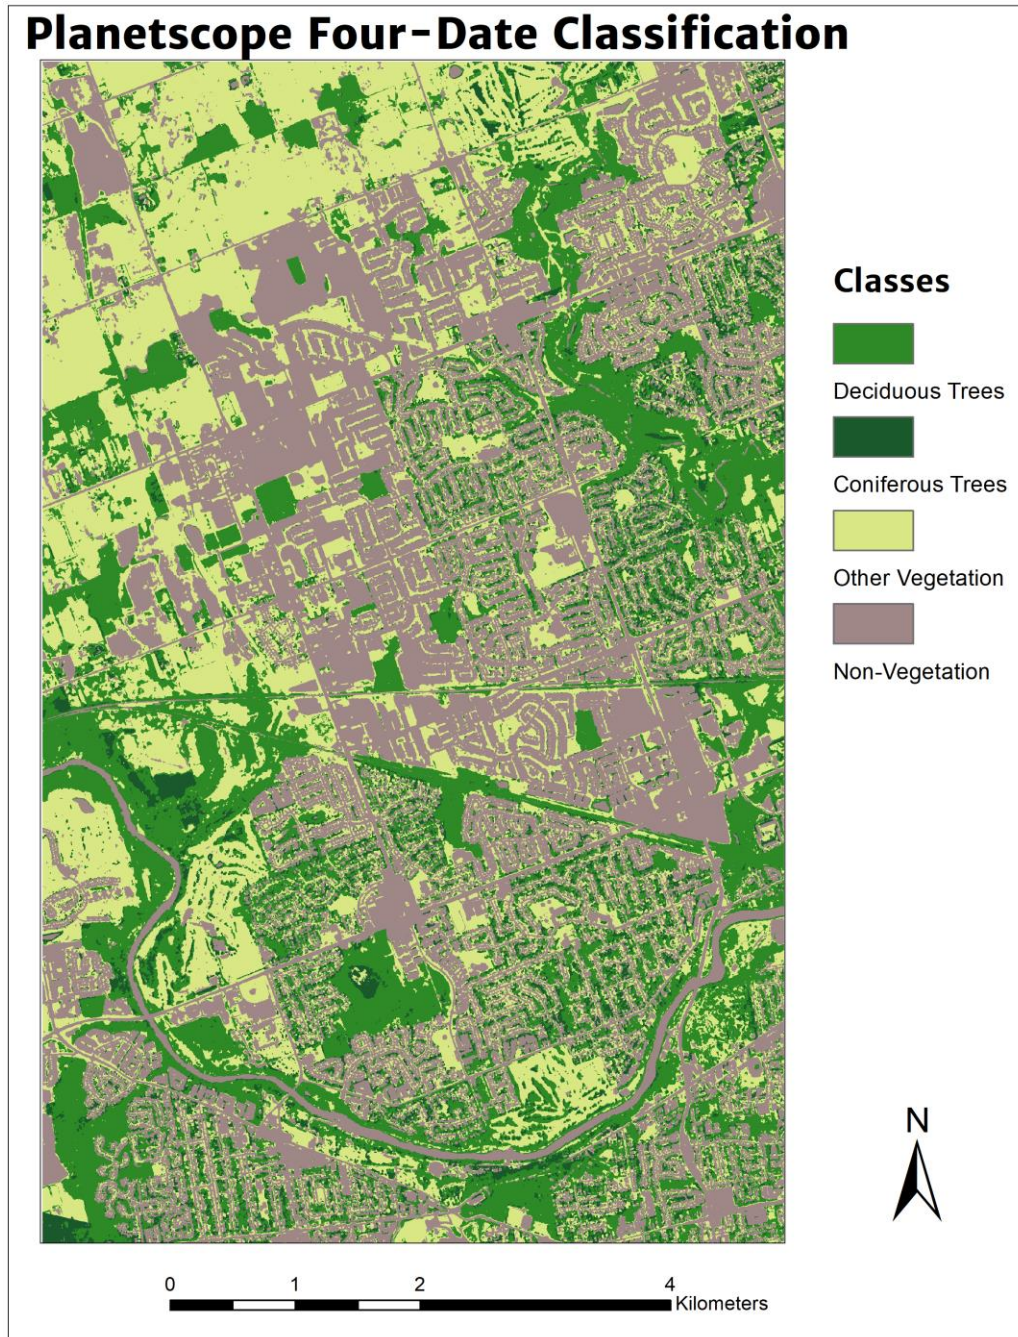 Planetscope Four-Date Classification
Classes
Deciduous Trees
Coniferous Trees
Other Vegetation
Non-Vegetation
N
0 1 2 4
Kilometers